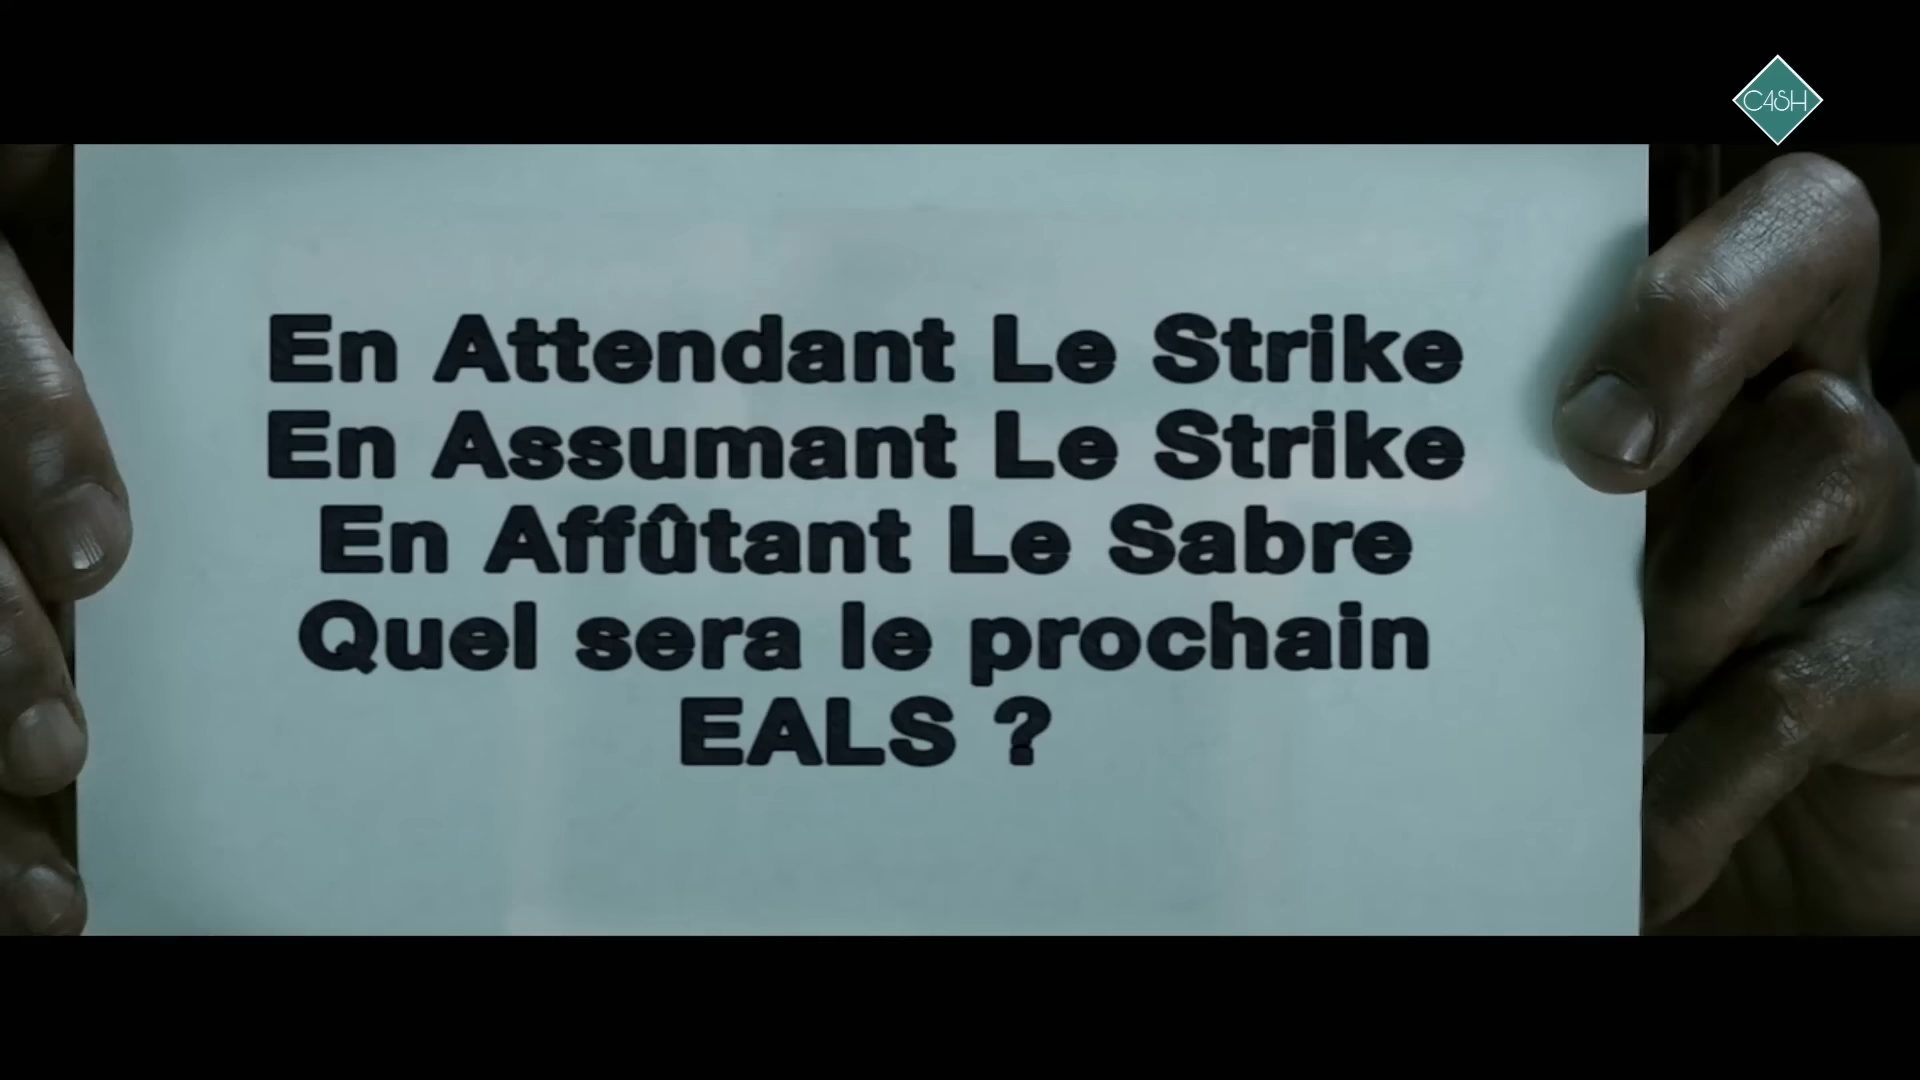 C4SH
En Attendant Le Strike
En Assumant Le Strike
En Affûtant Le Sabre
Quel sera le prochain
EALS ?